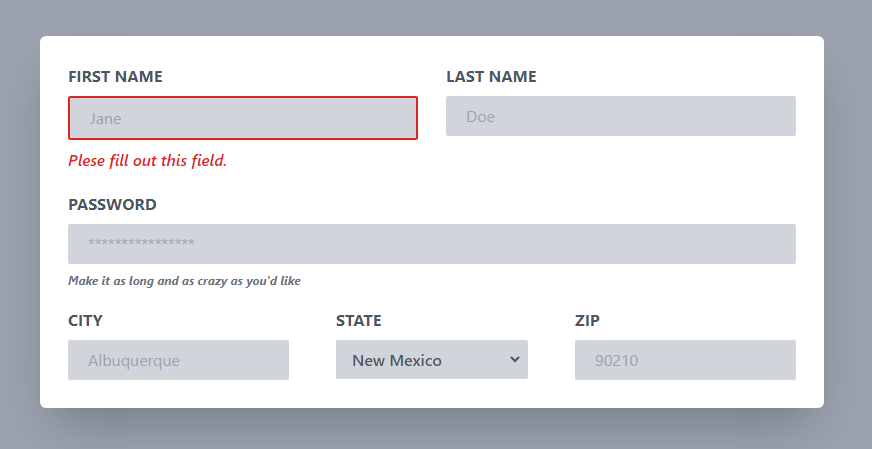 FIRST NAME LAST NAME
Jane Doe
Plese fill out this field.
PASSWORD
****************
Make it as long and as crazy as you'd like
CITY STATE ZIP
Albuquerque New Mexico 90210